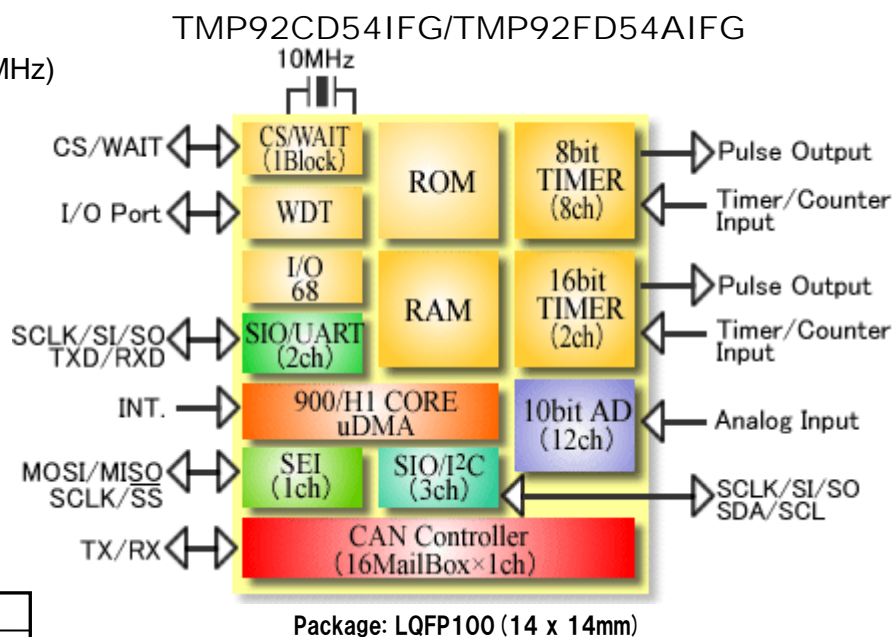 TMP92CD54IFG/TMP92FD54AIFG
MHz)
10MHz
CS/WAIT
CS/WAIT
(1Block)
ROM
8bit
TIMER
(8ch)
Pulse Output
I/O Port
WDT
Timer/Counter
Input
I/O
68
RAM
16bit
TIMER
(2ch)
Pulse Output
SCLK/SI/SO
TXD/RXD
SIO/UART
(2ch)
Timer/Counter
Input
INT.
900/H1 CORE
uDMA
10bit AD
(12ch)
Analog Input
MOSI/MISO
SCLK/S̅S̅
SEI
(1ch)
SIO/I²C
(3ch)
SCLK/SI/SO
SDA/SCL
TX/RX
CAN Controller
(16MailBox×1ch)
Package: LQFP100 (14 x 14mm)